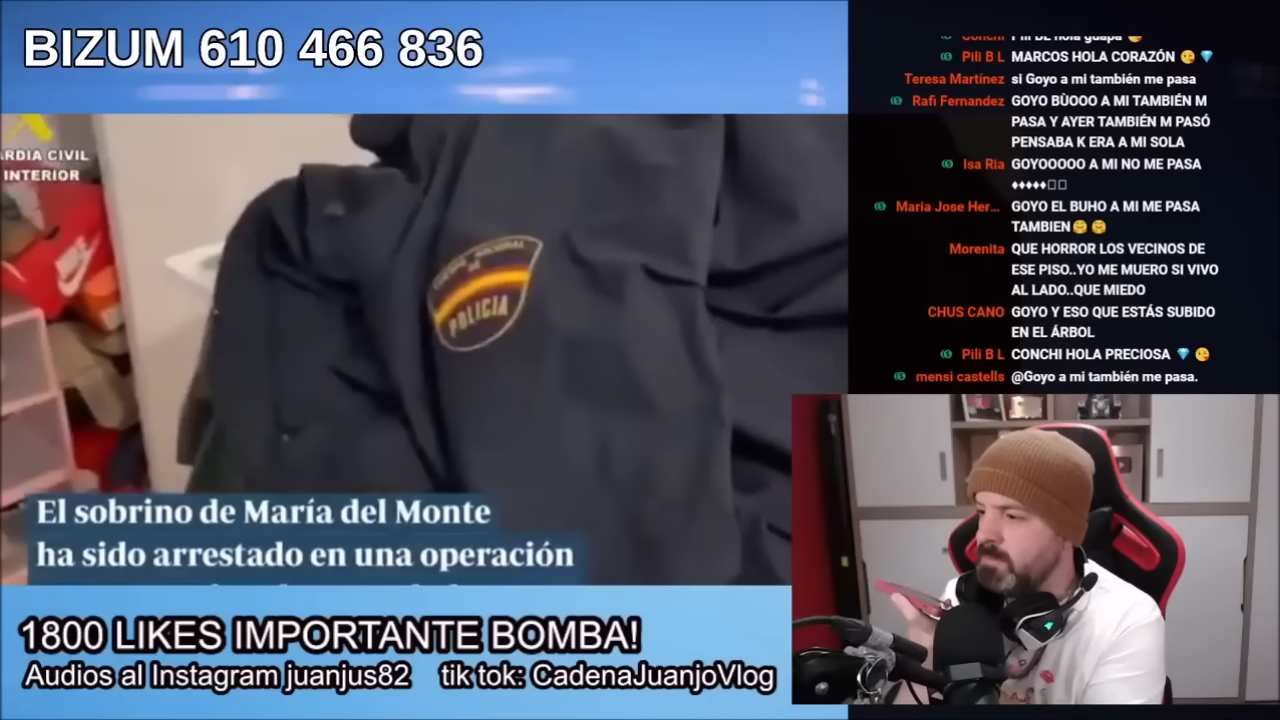 BIZUM 610 466 836
RDIA CIVIL
INTERIOR
POLICIA
El sobrino de María del Monte
ha sido arrestado en una operación
1800 LIKES IMPORTANTE BOMBA!
Audios al Instagram juanjus82 tik tok: CadenaJuanjoVlog
Pili B L MARCOS HOLA CORAZÓN 😘 💎
Teresa Martínez si Goyo a mi también me pasa
Rafi Fernandez GOYO BÙOOO A MI TAMBIÉN M
PASA Y AYER TAMBIÉN M PASÓ
PENSABA K ERA A MI SOLA
Isa Ria GOYOOOOO A MI NO ME PASA
♦♦♦♦♦
Maria Jose Her... GOYO EL BUHO A MI ME PASA
TAMBIEN🤗 🤗
Morenita QUE HORROR LOS VECINOS DE
ESE PISO..YO ME MUERO SI VIVO
AL LADO..QUE MIEDO
CHUS CANO GOYO Y ESO QUE ESTÁS SUBIDO
EN EL ÁRBOL
Pili B L CONCHI HOLA PRECIOSA 💎 😘
mensi castells @Goyo a mi también me pasa.